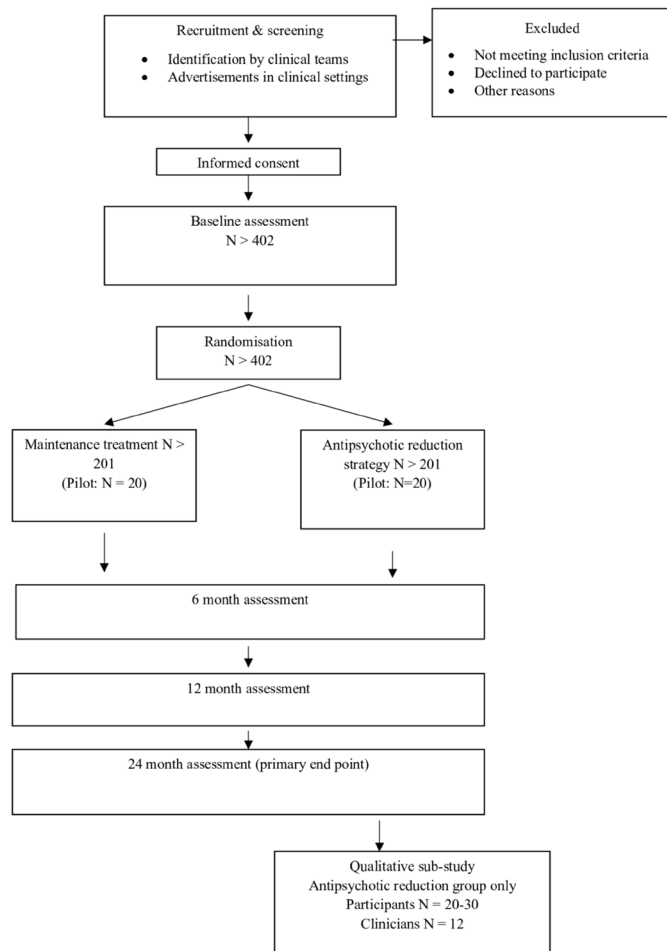 Recruitment & screening
• Identification by clinical teams
• Advertisements in clinical settings
Excluded
• Not meeting inclusion criteria
• Declined to participate
• Other reasons
Informed consent
Baseline assessment
N > 402
Randomisation
N > 402
Maintenance treatment N >
201
(Pilot: N = 20)
Antipsychotic reduction
strategy N > 201
(Pilot: N=20)
6 month assessment
12 month assessment
24 month assessment (primary end point)
Qualitative sub-study
Antipsychotic reduction group only
Participants N = 20-30
Clinicians N = 12